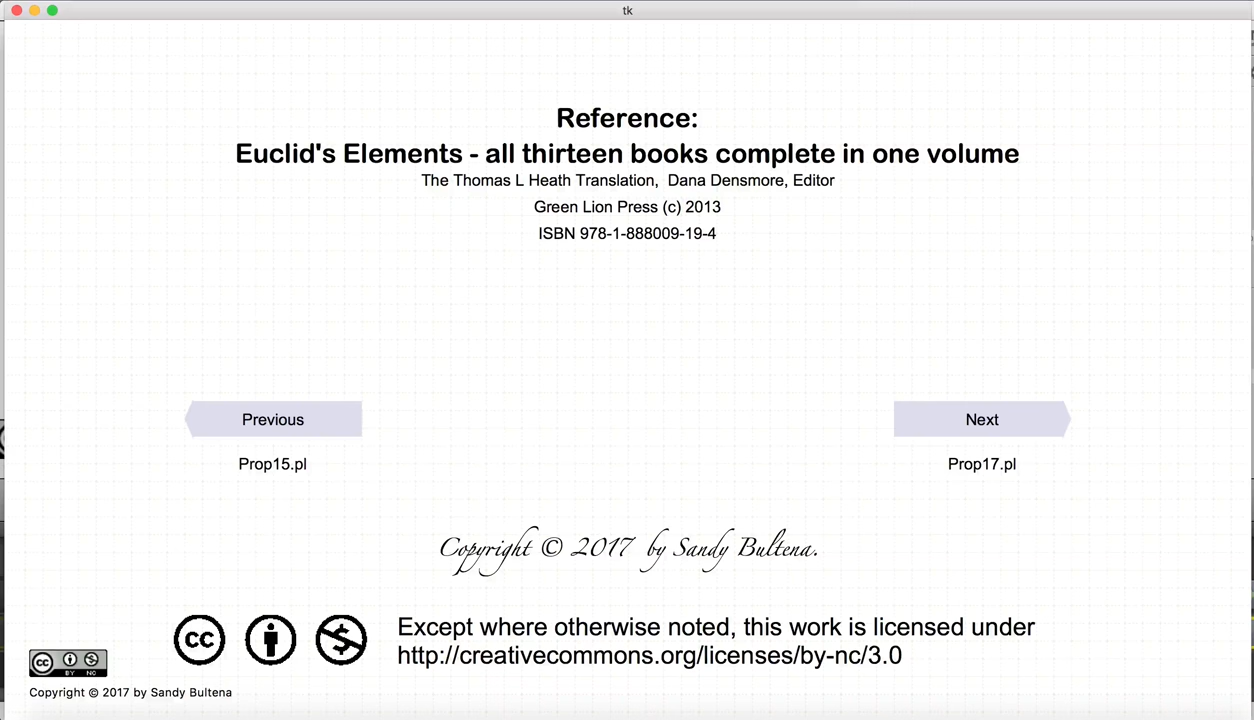 tk
Reference:
Euclid's Elements - all thirteen books complete in one volume
The Thomas L Heath Translation,  Dana Densmore, Editor
Green Lion Press (c) 2013
ISBN 978-1-888009-19-4
Previous
Next
Prop15.pl
Prop17.pl
Copyright © 2017 by Sandy Bultena.
Except where otherwise noted, this work is licensed under
http://creativecommons.org/licenses/by-nc/3.0
BY NC
Copyright © 2017 by Sandy Bultena